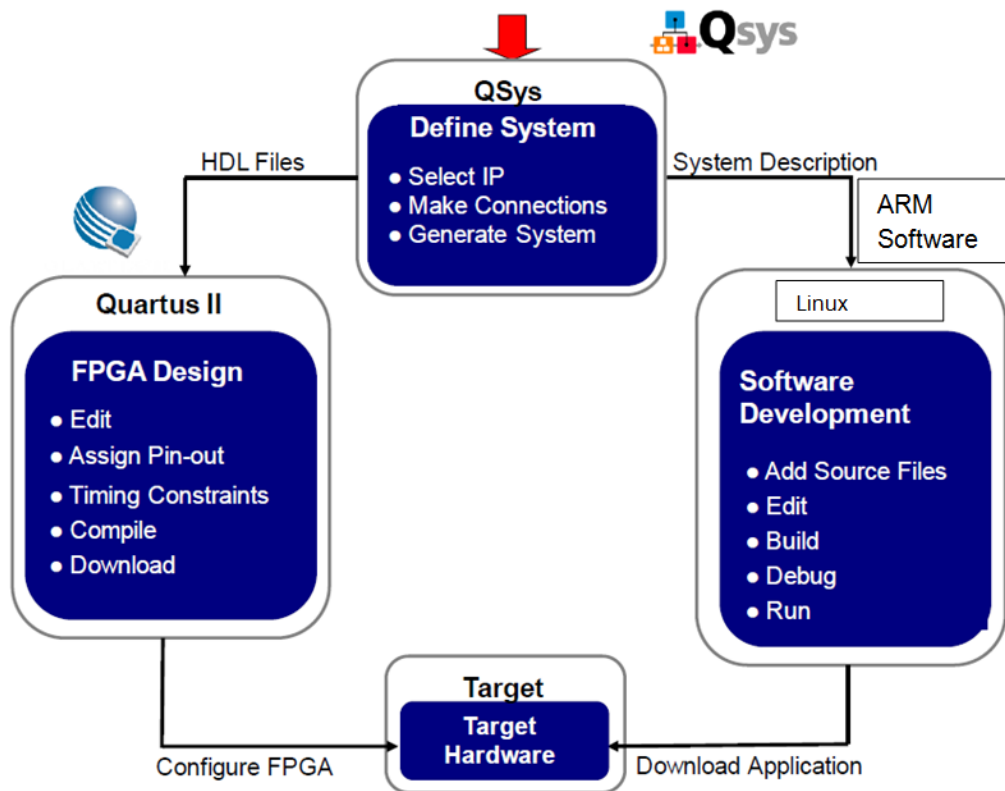 Qsys
QSys
Define System
● Select IP
● Make Connections
● Generate System
HDL Files
System Description
ARM
Software
Quartus II
FPGA Design
● Edit
● Assign Pin-out
● Timing Constraints
● Compile
● Download
Linux
Software
Development
● Add Source Files
● Edit
● Build
● Debug
● Run
Target
Target
Hardware
Configure FPGA
Download Application